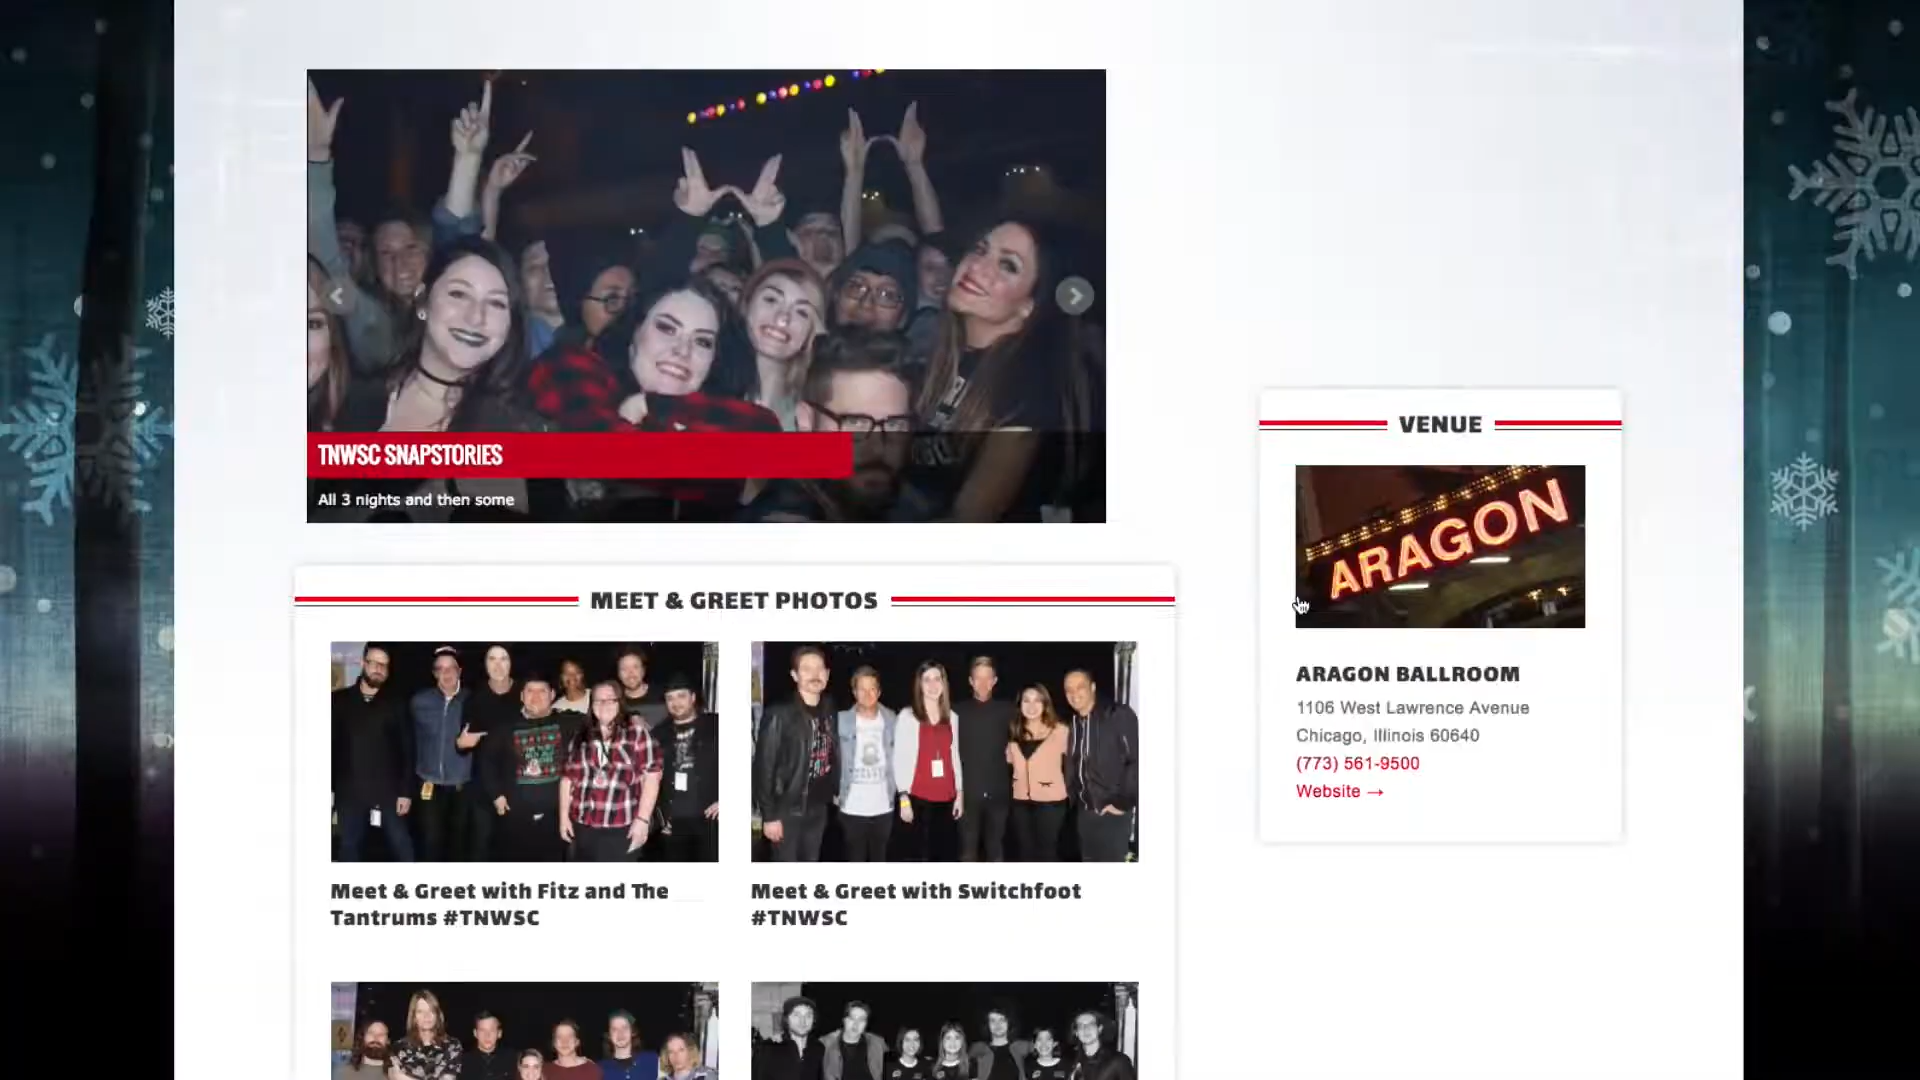 TNWSC SNAPSTORIES
All 3 nights and then some
MEET & GREET PHOTOS
Meet & Greet with Fitz and The
Tantrums #TNWSC
Meet & Greet with Switchfoot
#TNWSC
VENUE
ARAGON
ARAGON BALLROOM
1106 West Lawrence Avenue
Chicago, Illinois 60640
(773) 561-9500
Website →